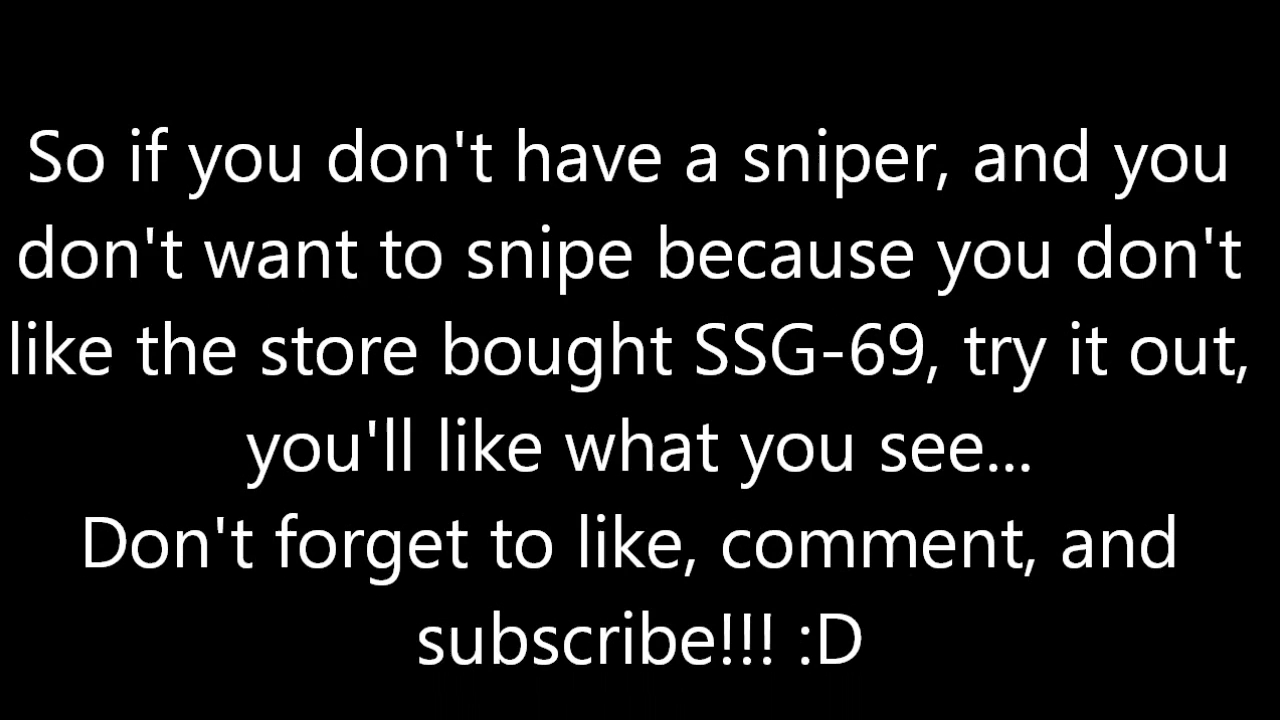 So if you don't have a sniper, and you
don't want to snipe because you don't
like the store bought SSG-69, try it out,
you'll like what you see...
Don't forget to like, comment, and
subscribe!!! :D